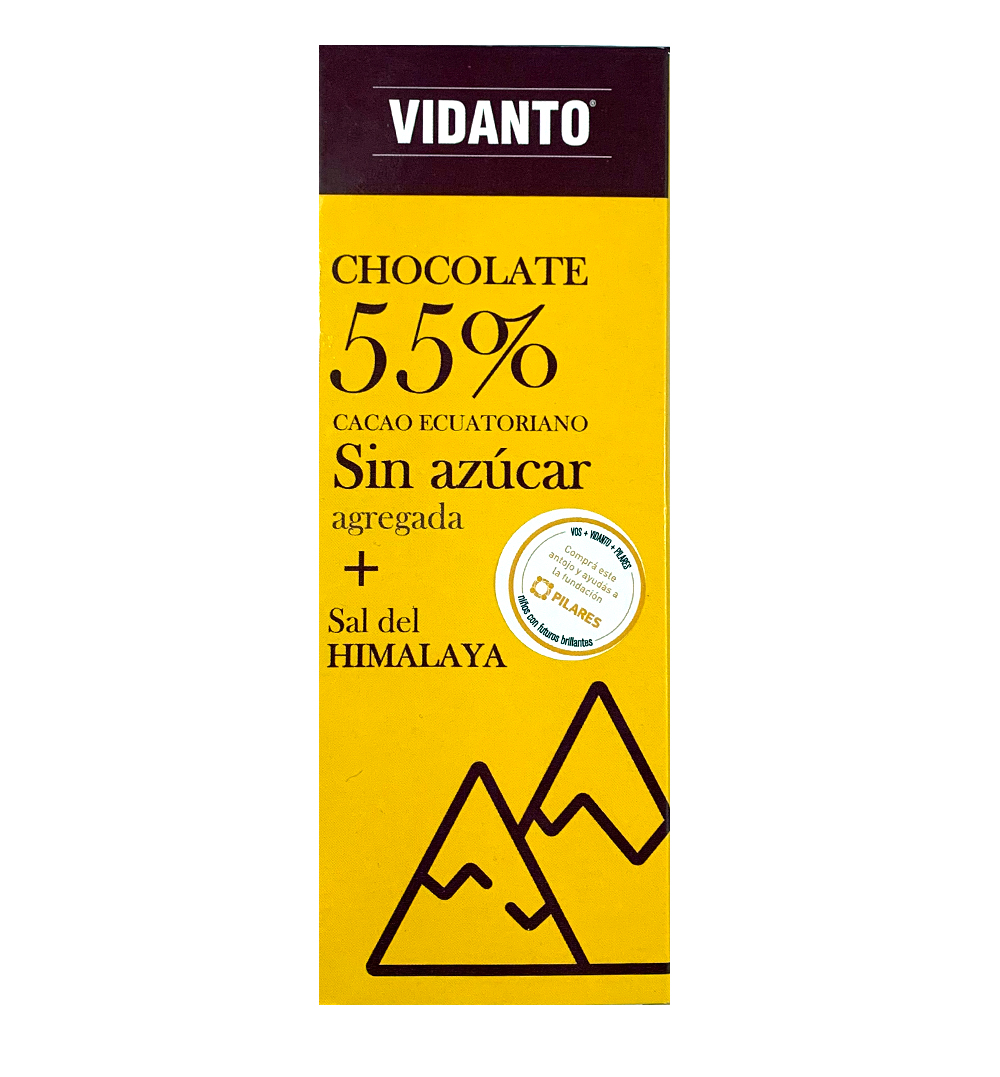 VIDANTO®
CHOCOLATE
55%
CACAO ECUATORIANO
Sin azúcar
agregada
+
Sal del
HIMALAYA
VOS + VIDANTO + PILARES
Comprá este
antojo y ayudás a
la fundación
PILARES
niños con futuros brillantes